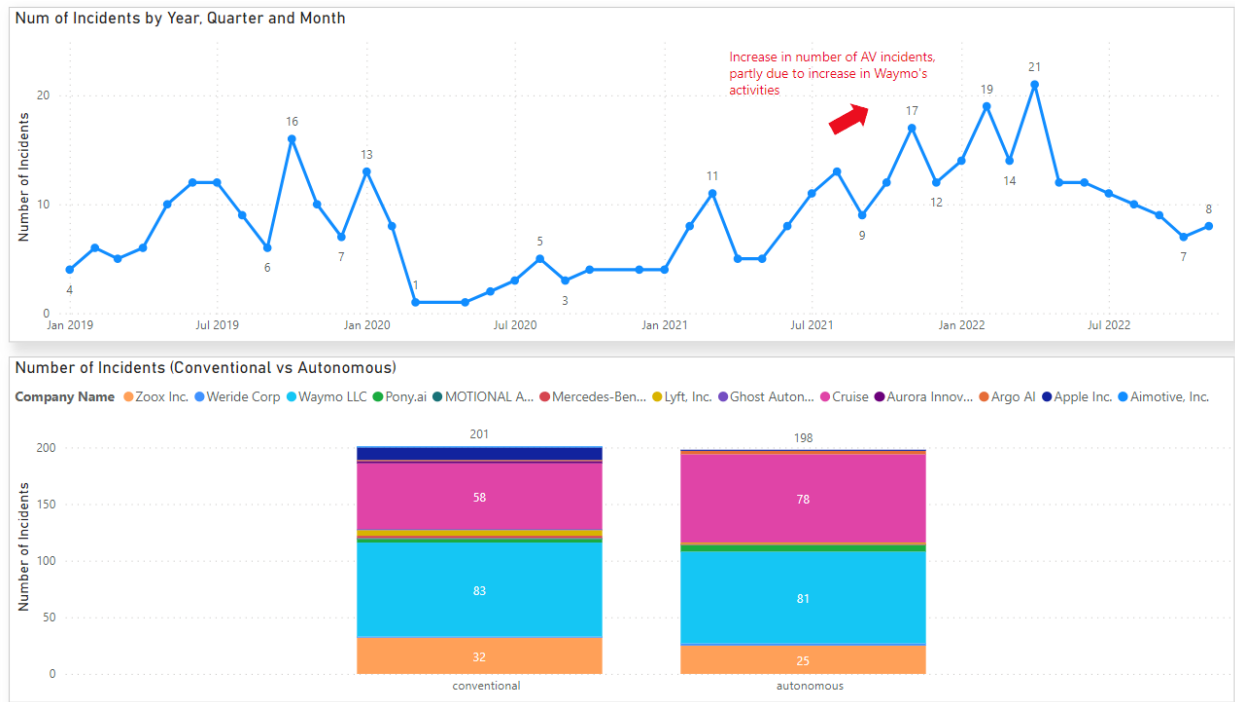 Num of Incidents by Year, Quarter and Month
Increase in number of AV incidents,
partly due to increase in Waymo's
activities
Number of Incidents
20
10
0
4
6
16
7
13
1
5
3
11
9
17
12
19
14
21
7
8
Jan 2019
Jul 2019
Jan 2020
Jul 2020
Jan 2021
Jul 2021
Jan 2022
Jul 2022
Number of Incidents (Conventional vs Autonomous)
Company Name Zoox Inc. Weride Corp Waymo LLC Pony.ai MOTIONAL A... Mercedes-Ben... Lyft, Inc. Ghost Auton... Cruise Aurora Innov... Argo AI Apple Inc. Aimotive, Inc.
Number of Incidents
200
150
100
50
0
201
58
83
32
198
78
81
25
conventional
autonomous